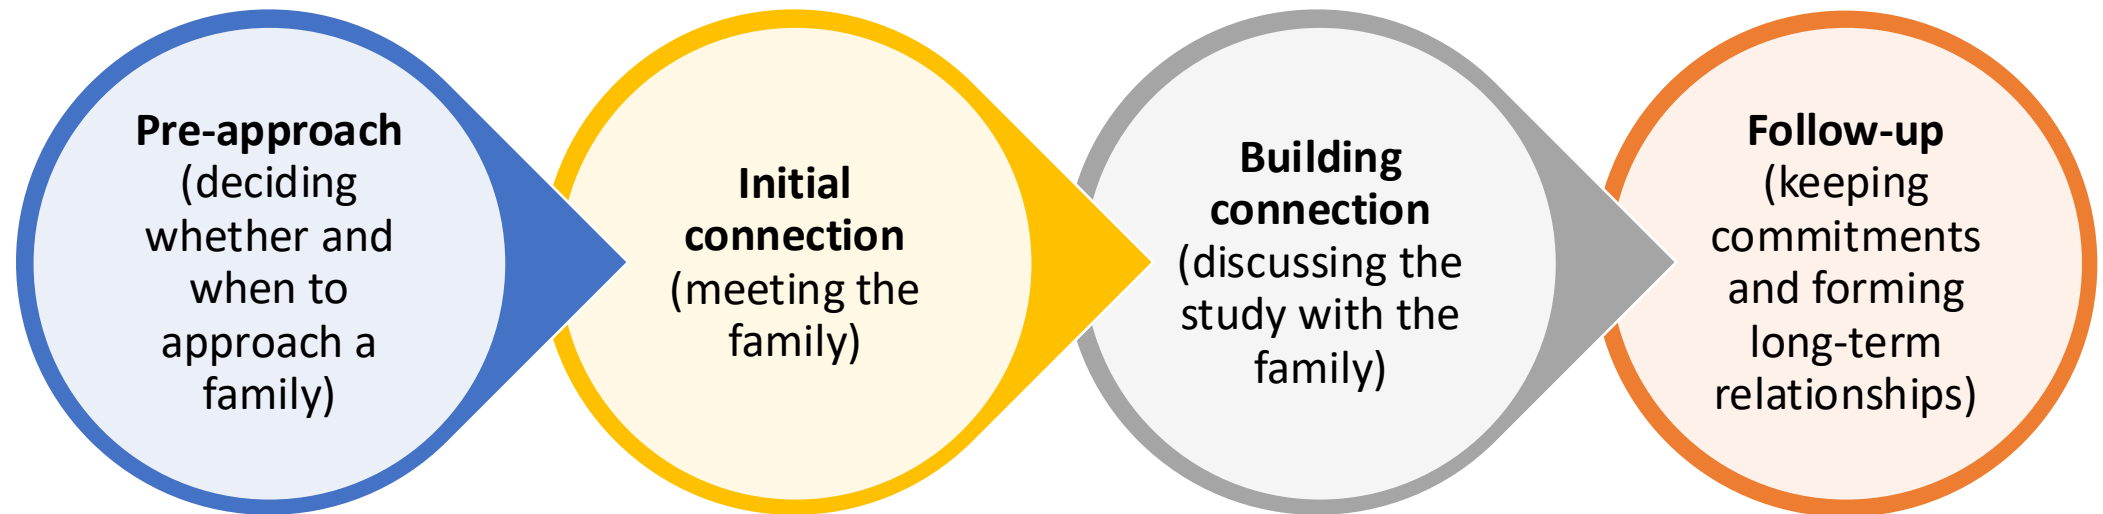 Pre-approach
(deciding
whether and
when to
approach a
family)
Initial
connection
(meeting the
family)
Building
connection
(discussing the
study with the
family)
Follow-up
(keeping
commitments
and forming
long-term
relationships)